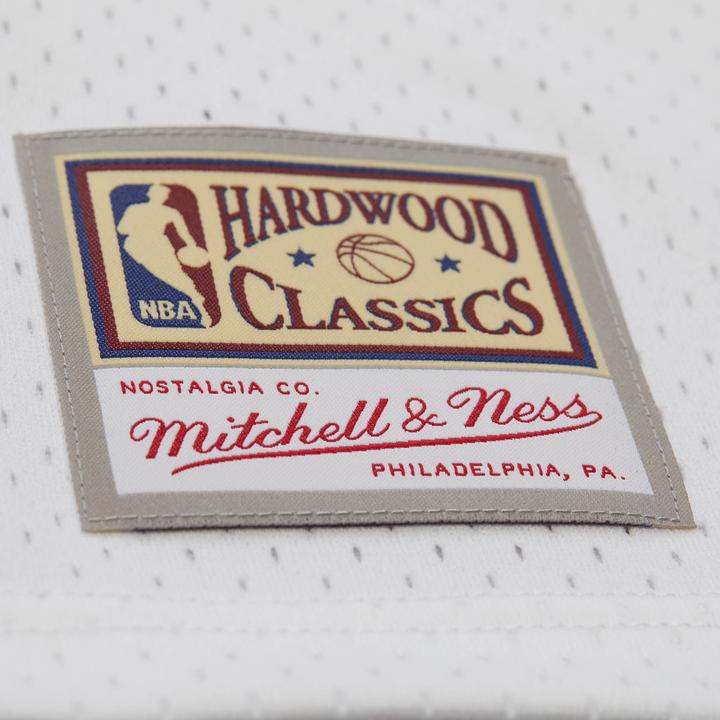 HARDWOOD
CLASSICS
NBA
NOSTALGIA CO.
Mitchell & Ness
PHILADELPHIA, PA.